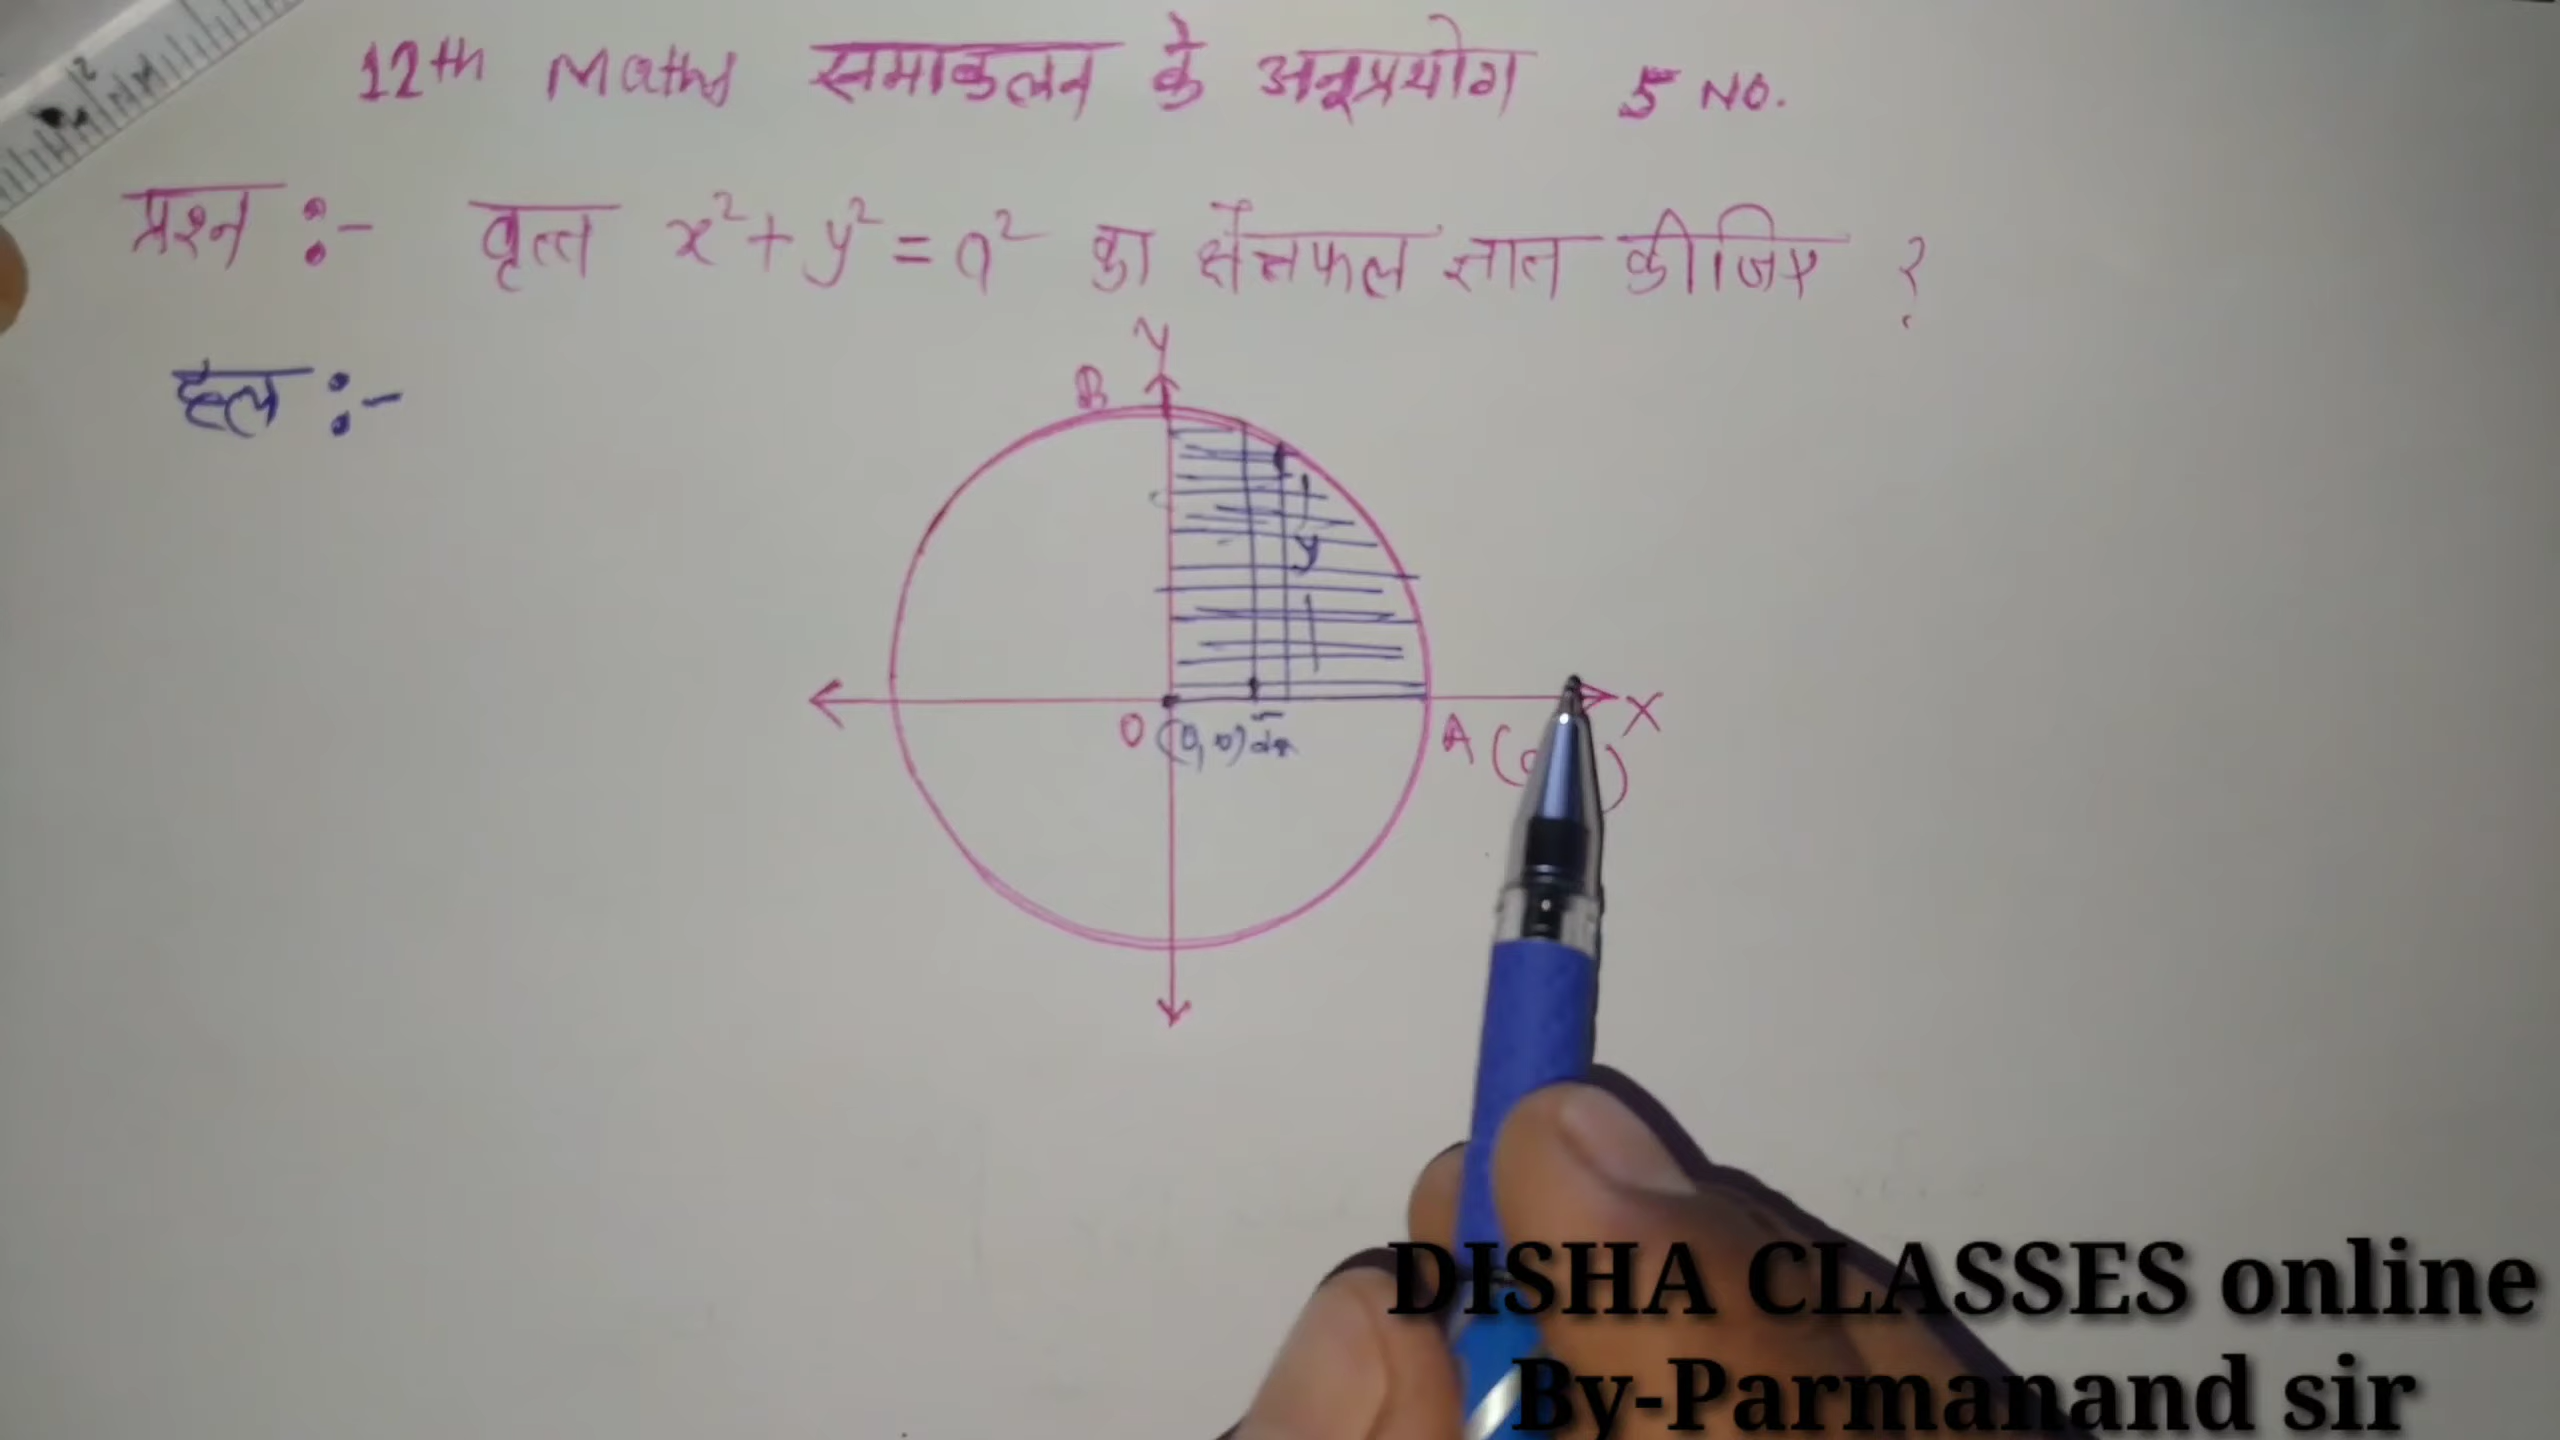 12th Maths समाकलन के अनुप्रयोग 5 NO.
प्रश्न :- वृत्त x²+y²=a² का क्षेत्रफल ज्ञात कीजिए ?
हल :-
Y
B
y
X
O (0,0) dx A (
DISHA CLASSES online
By-Parmanand sir